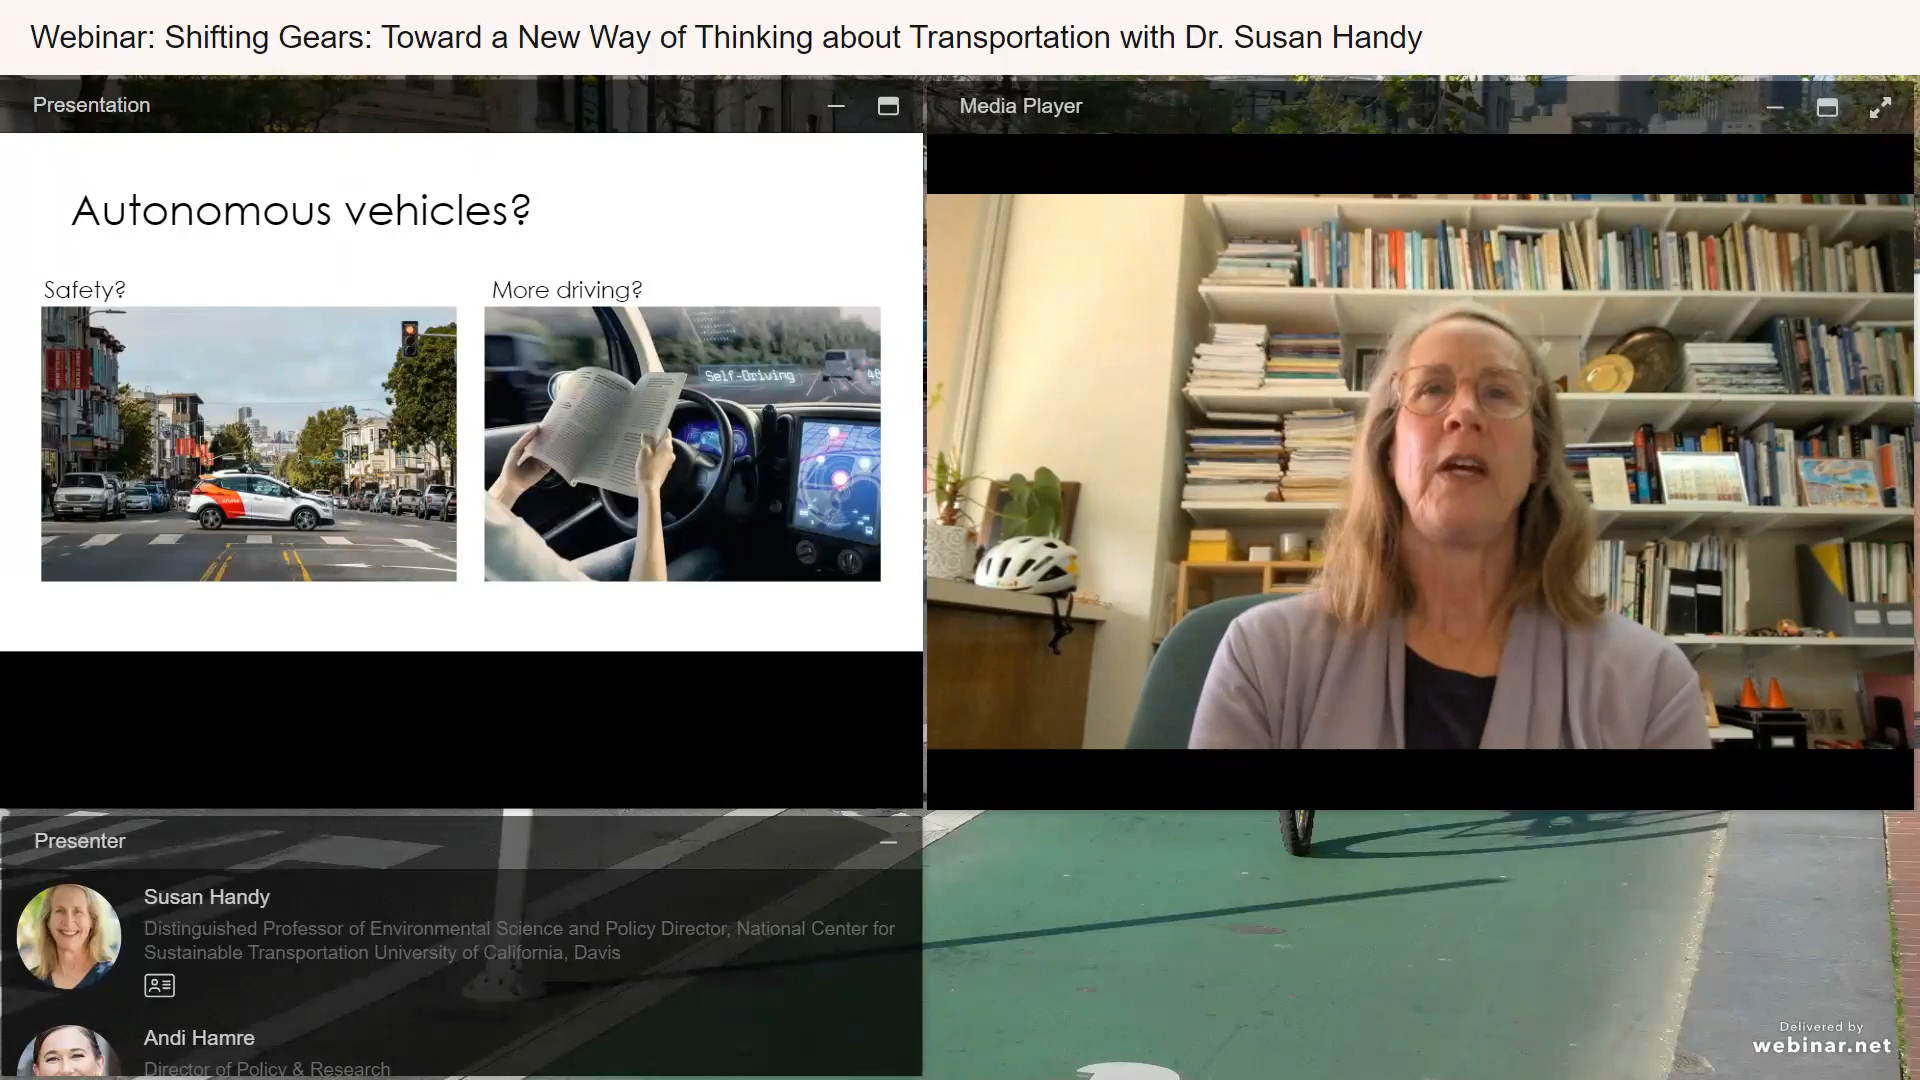 Webinar: Shifting Gears: Toward a New Way of Thinking about Transportation with Dr. Susan Handy
Presentation
Media Player
Autonomous vehicles?
Safety?
More driving?
Self-Driving
48
Presenter
Susan Handy
Distinguished Professor of Environmental Science and Policy Director, National Center for
Sustainable Transportation University of California, Davis
Andi Hamre
Director of Policy & Research
Delivered by
webinar.net